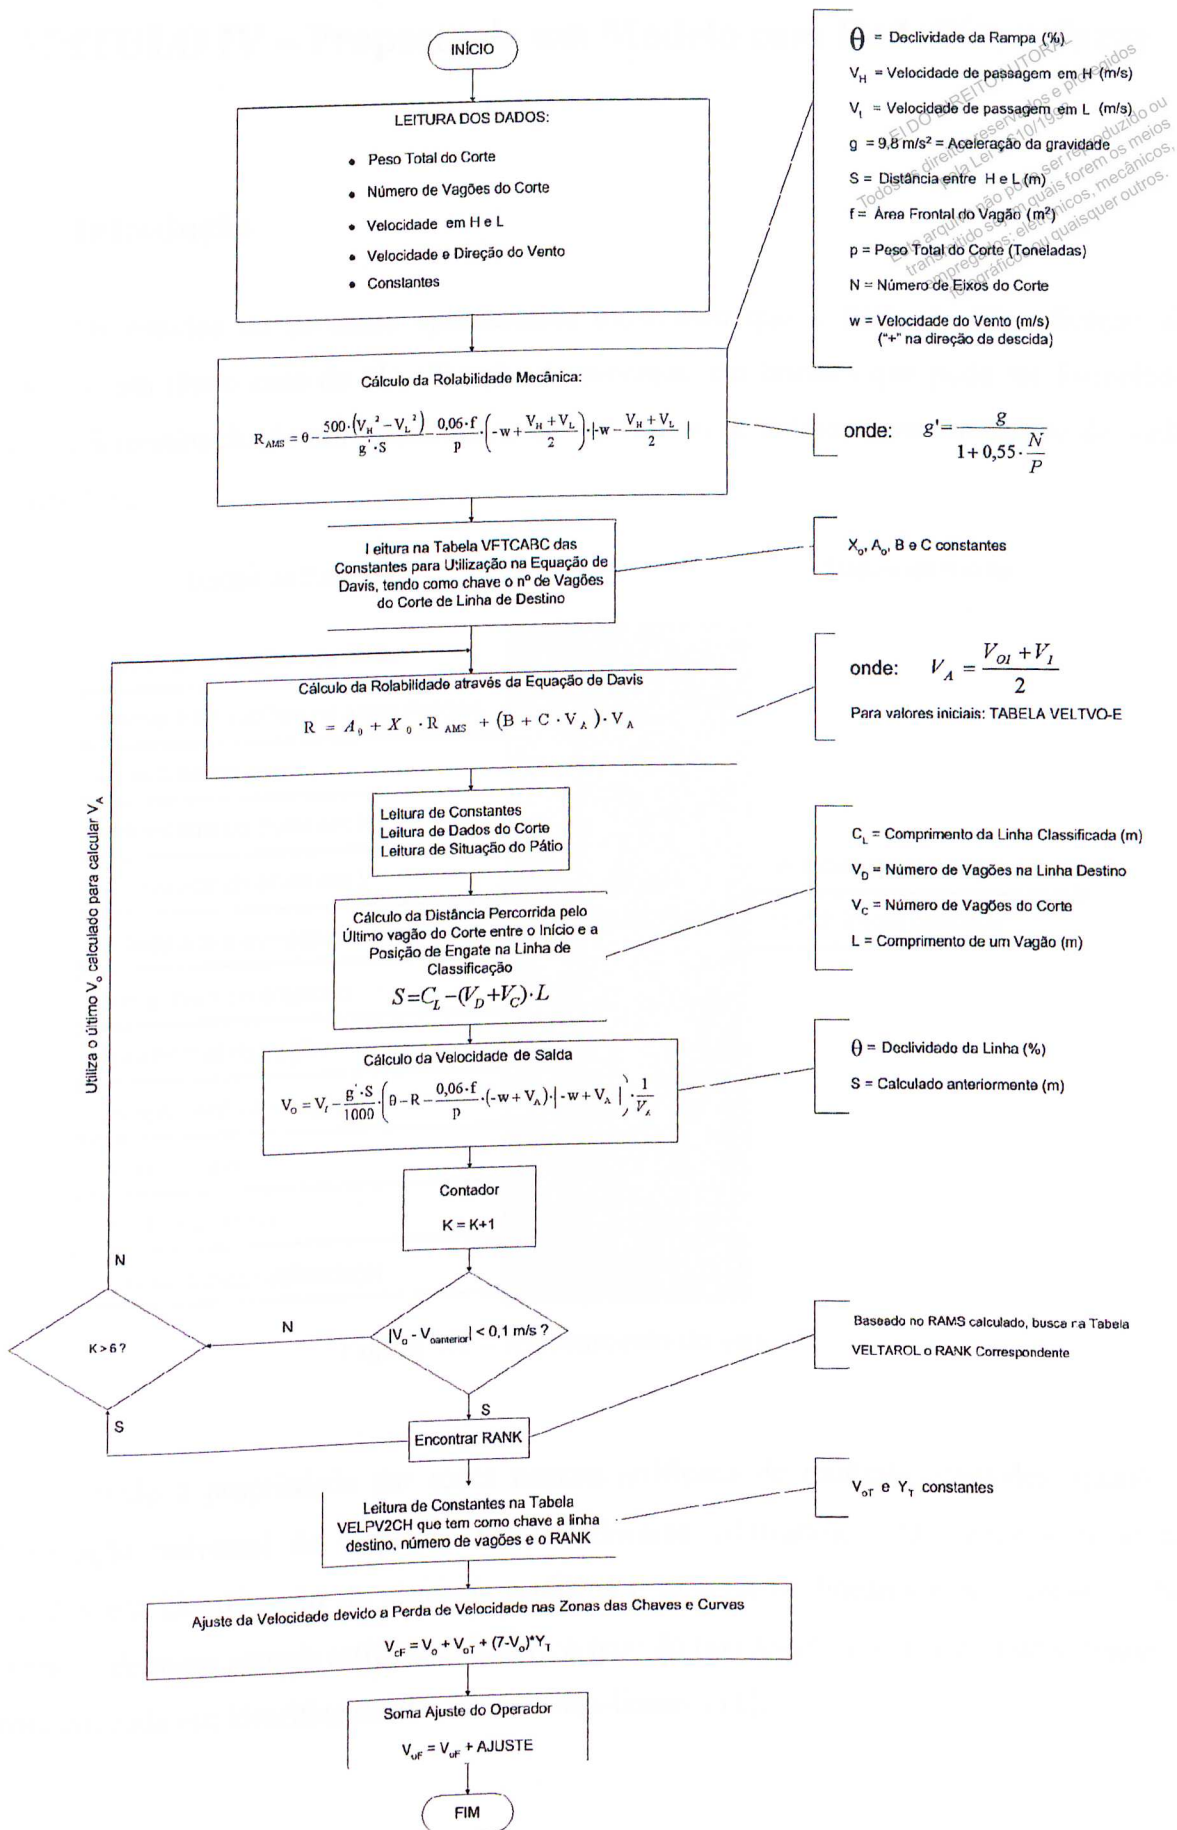 INÍCIO
LEITURA DOS DADOS:
• Peso Total do Corte
• Número de Vagões do Corte
• Velocidade em H e L
• Velocidade e Direção do Vento
• Constantes
θ = Declividade da Rampa (%)
V_H = Velocidade de passagem em H (m/s)
V_t = Velocidade de passagem em L (m/s)
g = 9,8 m/s² = Aceleração da gravidade
S = Distância entre H e L (m)
f = Área Frontal do Vagão (m²)
p = Peso Total do Corte (Toneladas)
N = Número de Eixos do Corte
w = Velocidade do Vento (m/s)
("+" na direção de descida)
Cálculo da Rolabilidade Mecânica:
R_AMS = θ - 500·(V_H² - V_L²) / g'·S - 0,06·f / p · (-w + V_H + V_L / 2) · |-w - V_H + V_L / 2 |
onde: g' = g / 1 + 0,55 · N / P
Leitura na Tabela VFTCABC das
Constantes para Utilização na Equação de
Davis, tendo como chave o nº de Vagões
do Corte de Linha de Destino
X_o, A_o, B e C constantes
Cálculo da Rolabilidade através da Equação de Davis
R = A_0 + X_0 · R_AMS + (B + C · V_A) · V_A
onde: V_A = V_OI + V_I / 2
Para valores iniciais: TABELA VELTVO-E
Utiliza o último V_o calculado para calcular V_A
Leitura de Constantes
Leitura de Dados do Corte
Leitura de Situação do Pátio
Cálculo da Distância Percorrida pelo
Último vagão do Corte entre o Início e a
Posição de Engate na Linha de
Classificação
S = C_L - (V_D + V_C) · L
C_L = Comprimento da Linha Classificada (m)
V_D = Número de Vagões na Linha Destino
V_C = Número de Vagões do Corte
L = Comprimento de um Vagão (m)
Cálculo da Velocidade de Saída
V_O = V_I - g'·S / 1000 · (θ - R - 0,06·f / p · (-w + V_A) · |-w + V_A|) · 1 / V_A
θ = Declividade da Linha (%)
S = Calculado anteriormente (m)
Contador
K = K+1
|V_o - V_oanterior| < 0,1 m/s ?
N
K > 6 ?
N
S
S
Encontrar RANK
Baseado no RAMS calculado, busca na Tabela
VELTAROL o RANK Correspondente
Leitura de Constantes na Tabela
VELPV2CH que tem como chave a linha
destino, número de vagões e o RANK
V_oT e Y_T constantes
Ajuste da Velocidade devido a Perda de Velocidade nas Zonas das Chaves e Curvas
V_cF = V_o + V_oT + (7-V_o)*Y_T
Soma Ajuste do Operador
V_oF = V_oF + AJUSTE
FIM